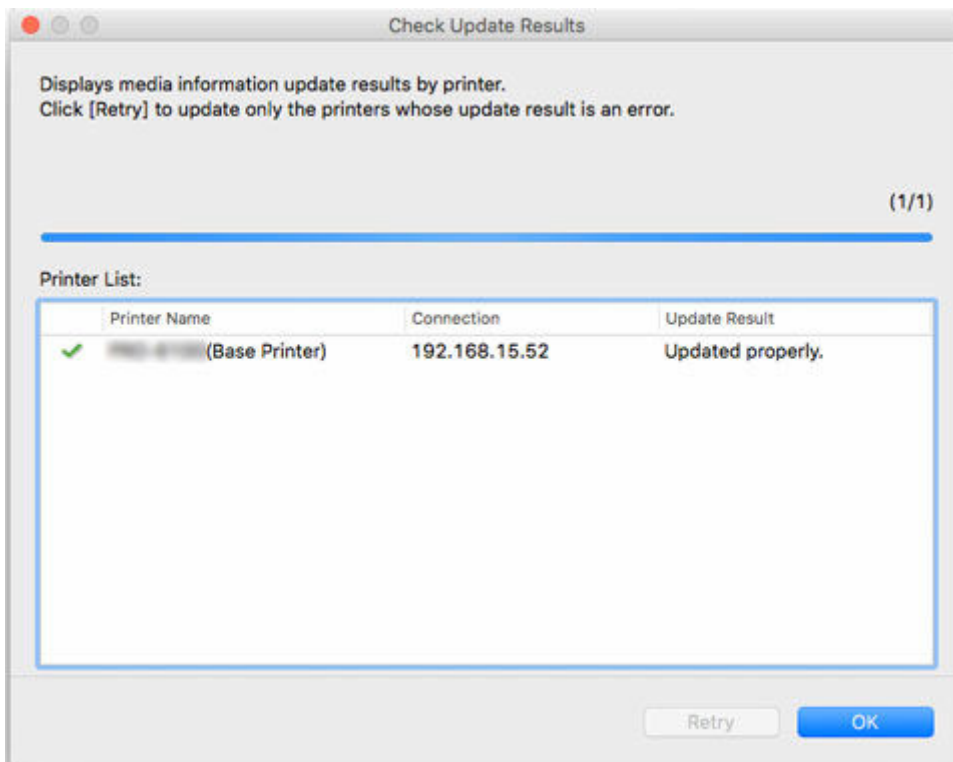 Check Update Results
Displays media information update results by printer.
Click [Retry] to update only the printers whose update result is an error.
(1/1)
Printer List:
Printer Name Connection Update Result
(Base Printer) 192.168.15.52 Updated properly.
Retry OK